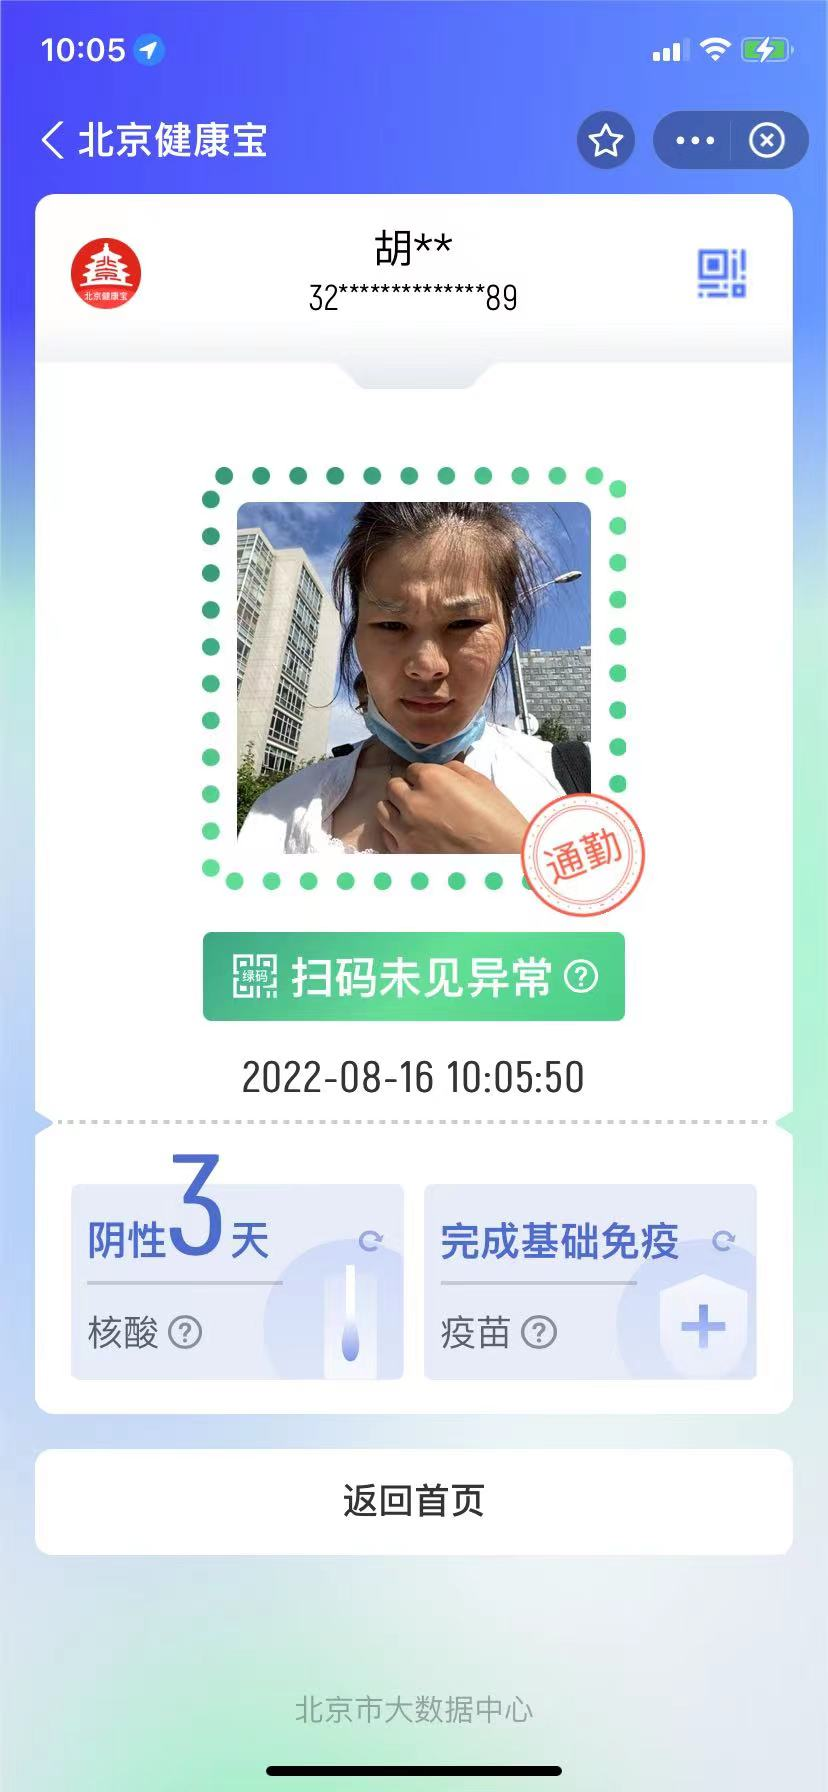 10:05
北京健康宝
胡**
北京健康宝
32**************89
通勤
绿码
扫码未见异常?
2022-08-16 10:05:50
阴性3天
完成基础免疫
核酸?
疫苗?
返回首页
北京市大数据中心